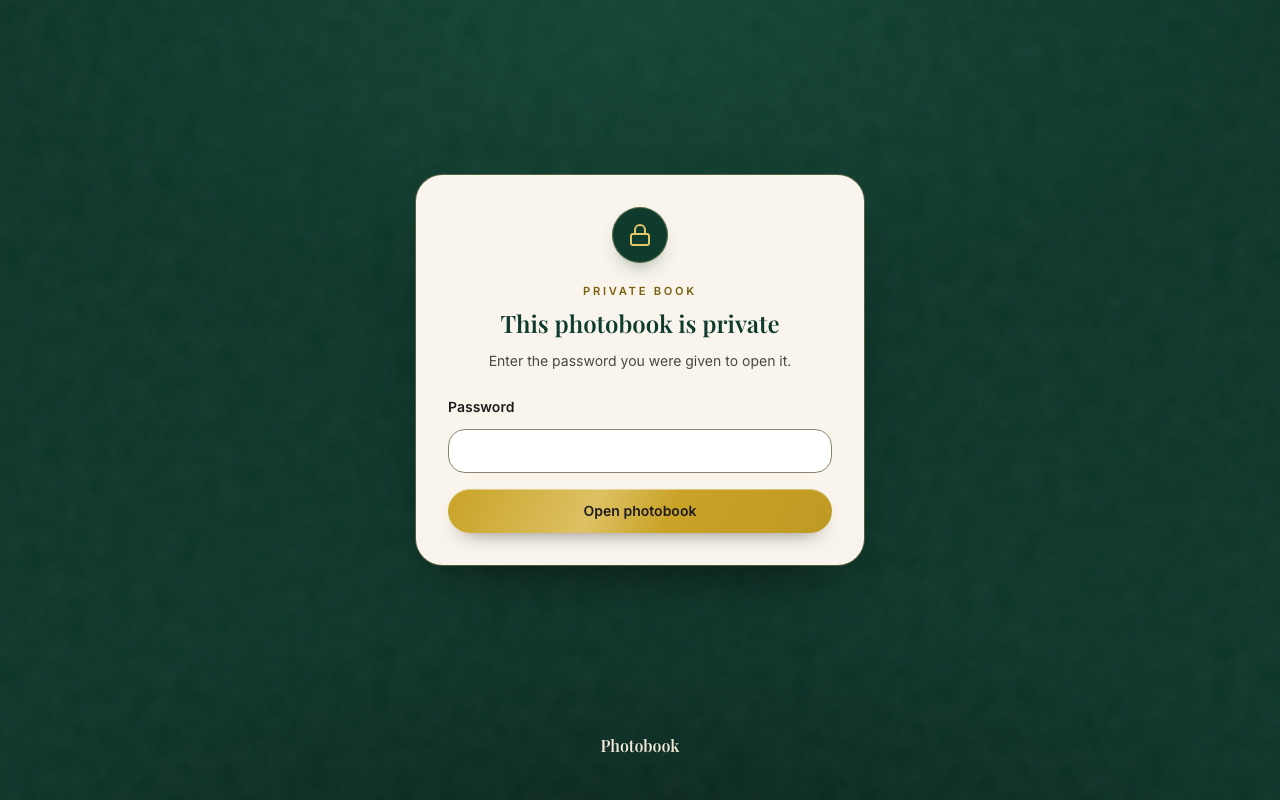 PRIVATE BOOK
This photobook is private
Enter the password you were given to open it.
Password
Open photobook
Photobook